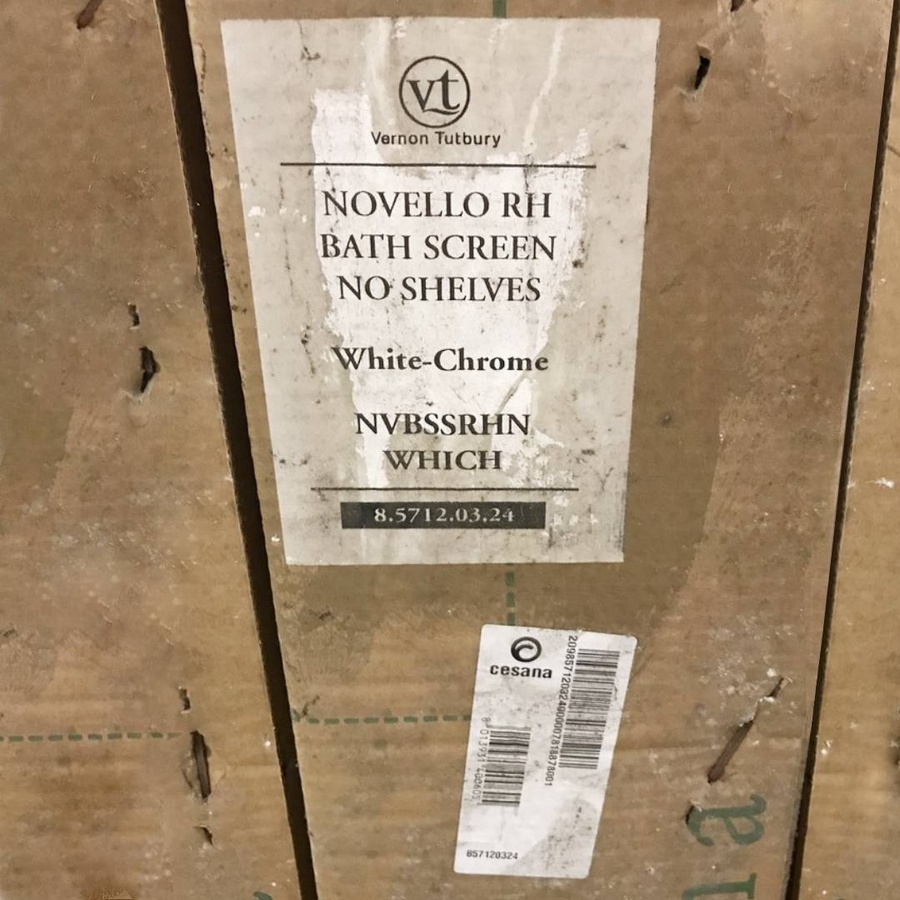 vt
Vernon Tutbury
NOVELLO RH
BATH SCREEN
NO SHELVES
White-Chrome
NVBSSRHN
WHICH
8.5712.03.24
cesana
857120324
na